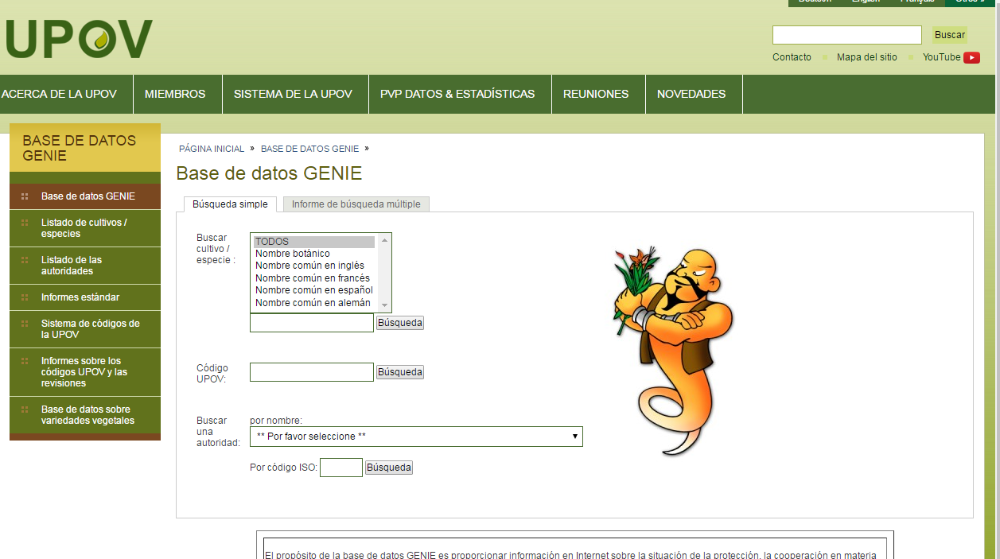 Deutsch English Français Otros »
UPOV
Buscar
Contacto Mapa del sitio YouTube
ACERCA DE LA UPOV MIEMBROS SISTEMA DE LA UPOV PVP DATOS & ESTADÍSTICAS REUNIONES NOVEDADES
BASE DE DATOS
GENIE
Base de datos GENIE
Listado de cultivos /
especies
Listado de las
autoridades
Informes estándar
Sistema de códigos de
la UPOV
Informes sobre los
códigos UPOV y las
revisiones
Base de datos sobre
variedades vegetales
PÁGINA INICIAL » BASE DE DATOS GENIE »
Base de datos GENIE
Búsqueda simple Informe de búsqueda múltiple
Buscar
cultivo /
especie :
TODOS
Nombre botánico
Nombre común en inglés
Nombre común en francés
Nombre común en español
Nombre común en alemán
Búsqueda
Código
UPOV:
Búsqueda
Buscar
una
autoridad:
por nombre:
** Por favor seleccione **
Por código ISO: Búsqueda
El propósito de la base de datos GENIE es proporcionar información en Internet sobre la situación de la protección, la cooperación en materia